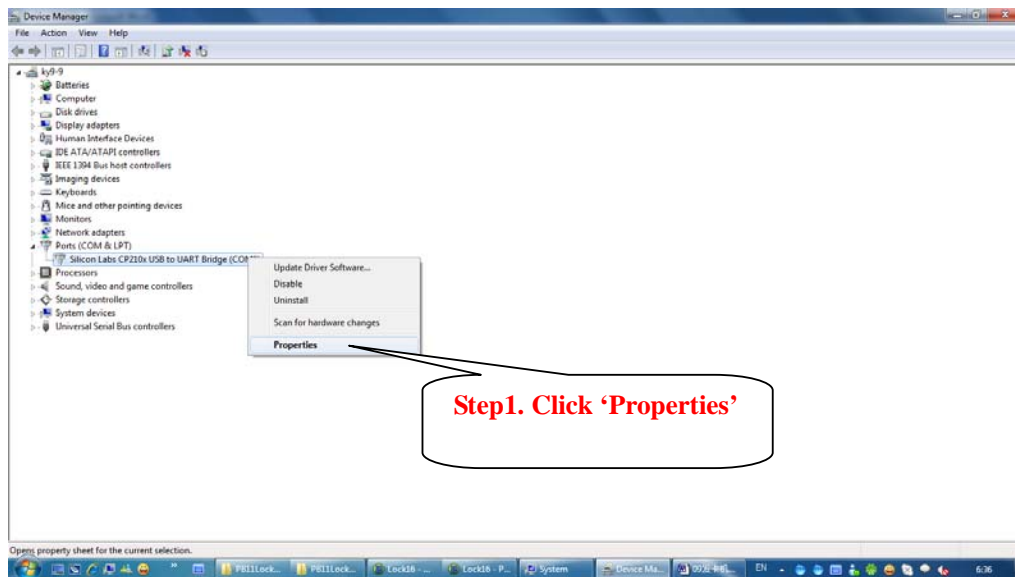 Device Manager
File Action View Help
ky9-9
Batteries
Computer
Disk drives
Display adapters
Human Interface Devices
IDE ATA/ATAPI controllers
IEEE 1394 Bus host controllers
Imaging devices
Keyboards
Mice and other pointing devices
Monitors
Network adapters
Ports (COM & LPT)
Silicon Labs CP210x USB to UART Bridge
Processors
Sound, video and game controllers
Storage controllers
System devices
Universal Serial Bus controllers
Update Driver Software...
Disable
Uninstall
Scan for hardware changes
Properties
Step1. Click ‘Properties’
Opens property sheet for the current selection.
P811Lock... P811Lock... Lock16 - ... Lock16 - P... System Device Ma... EN 6:36